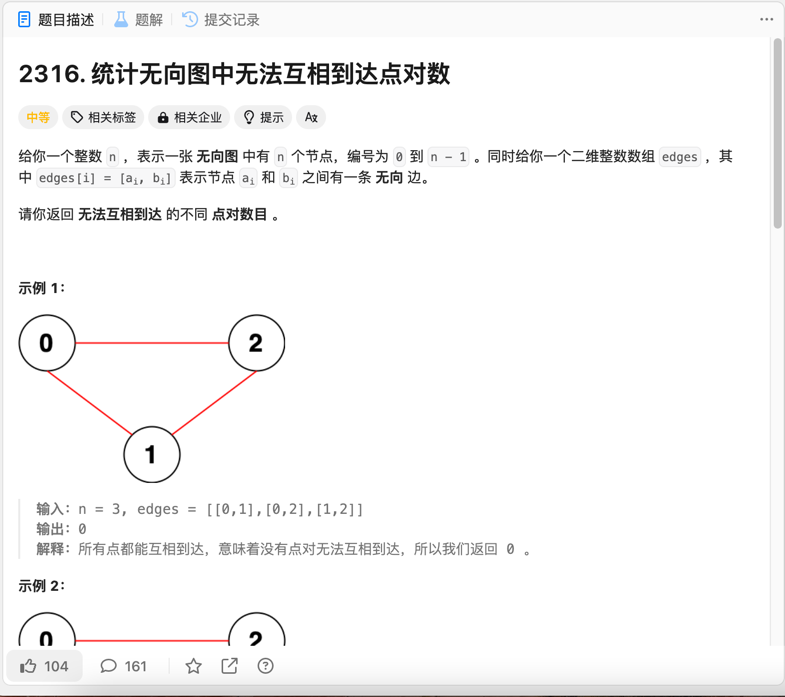 题目描述 题解 提交记录
2316. 统计无向图中无法互相到达点对数
中等 相关标签 相关企业 提示
给你一个整数 n ，表示一张 无向图 中有 n 个节点，编号为 0 到 n - 1 。同时给你一个二维整数数组 edges ，其
中 edges[i] = [ai, bi] 表示节点 ai 和 bi 之间有一条 无向 边。
请你返回 无法互相到达 的不同 点对数目 。
示例 1：
0 2
1
输入：n = 3, edges = [[0,1],[0,2],[1,2]]
输出：0
解释：所有点都能互相到达，意味着没有点对无法互相到达，所以我们返回 0 。
示例 2：
0 2
104 161